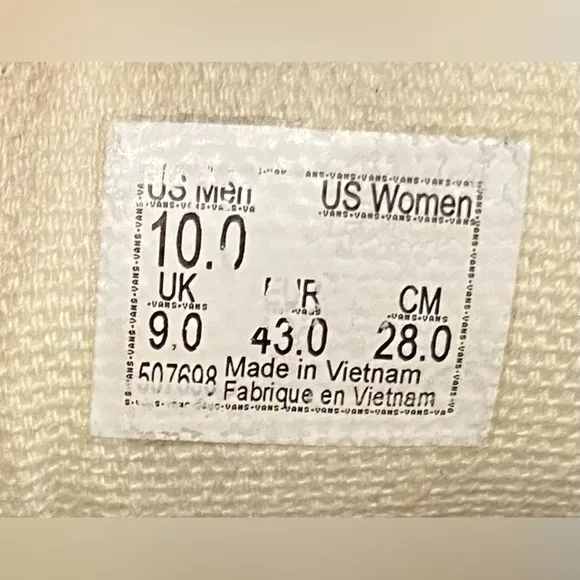 US Men US Women
10.0
UK EUR CM
9.0 43.0 28.0
507698 Made in Vietnam
Fabrique en Vietnam